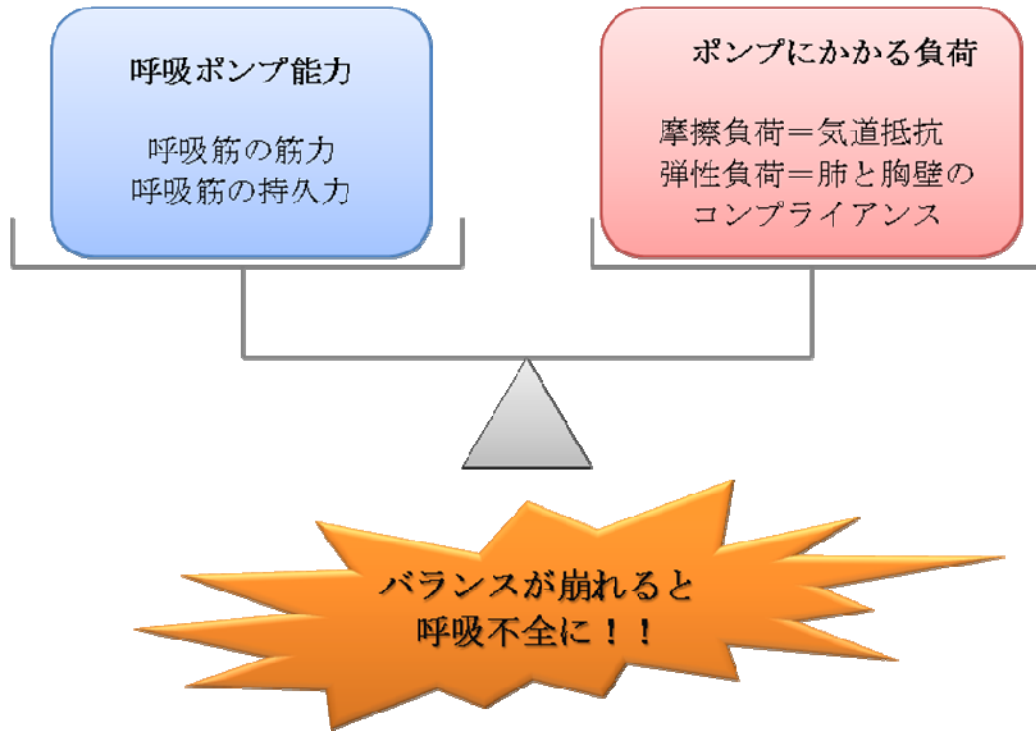 呼吸ポンプ能力
呼吸筋の筋力
呼吸筋の持久力
ポンプにかかる負荷
摩擦負荷＝気道抵抗
弾性負荷＝肺と胸壁の
コンプライアンス
バランスが崩れると
呼吸不全に！！